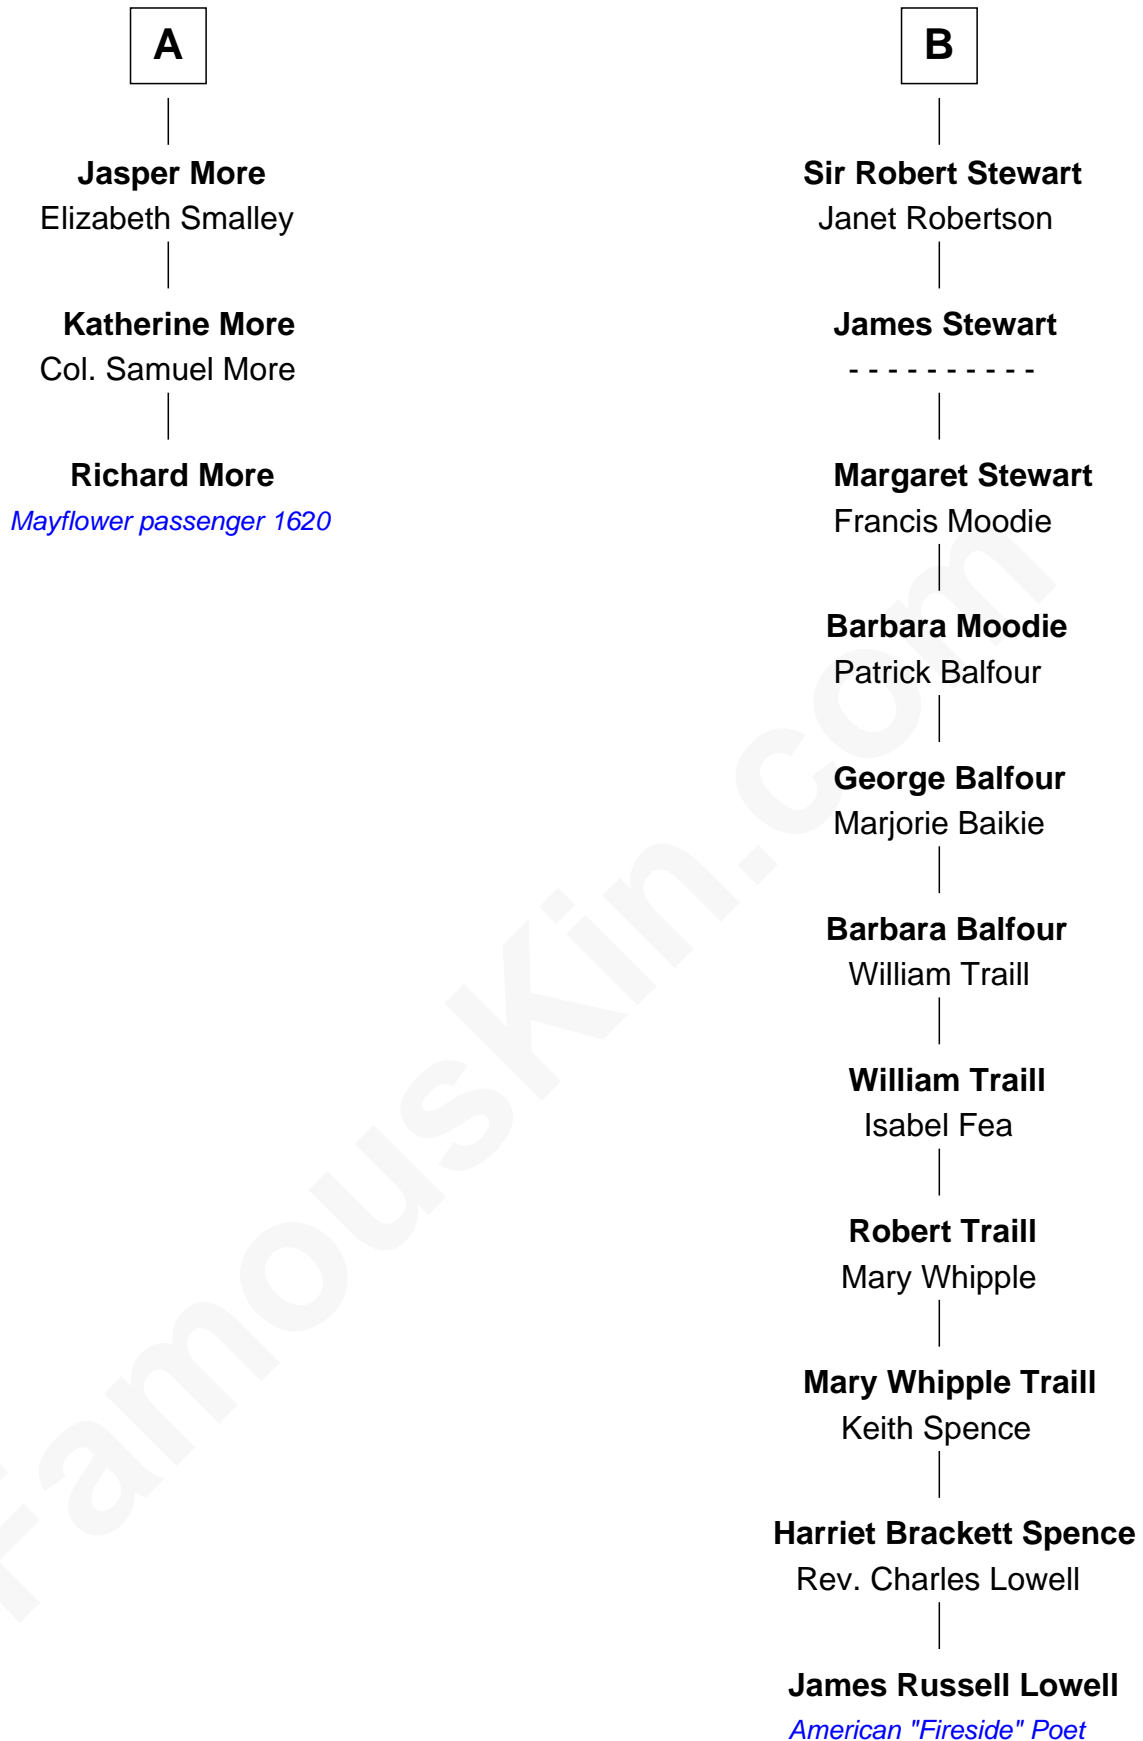 A
Jasper More
Elizabeth Smalley
Katherine More
Col. Samuel More
Richard More
Mayflower passenger 1620
B
Sir Robert Stewart
Janet Robertson
James Stewart
- - - - - - - - - -
Margaret Stewart
Francis Moodie
Barbara Moodie
Patrick Balfour
George Balfour
Marjorie Baikie
Barbara Balfour
William Traill
William Traill
Isabel Fea
Robert Traill
Mary Whipple
Mary Whipple Traill
Keith Spence
Harriet Brackett Spence
Rev. Charles Lowell
James Russell Lowell
American "Fireside" Poet
FamousKin.com